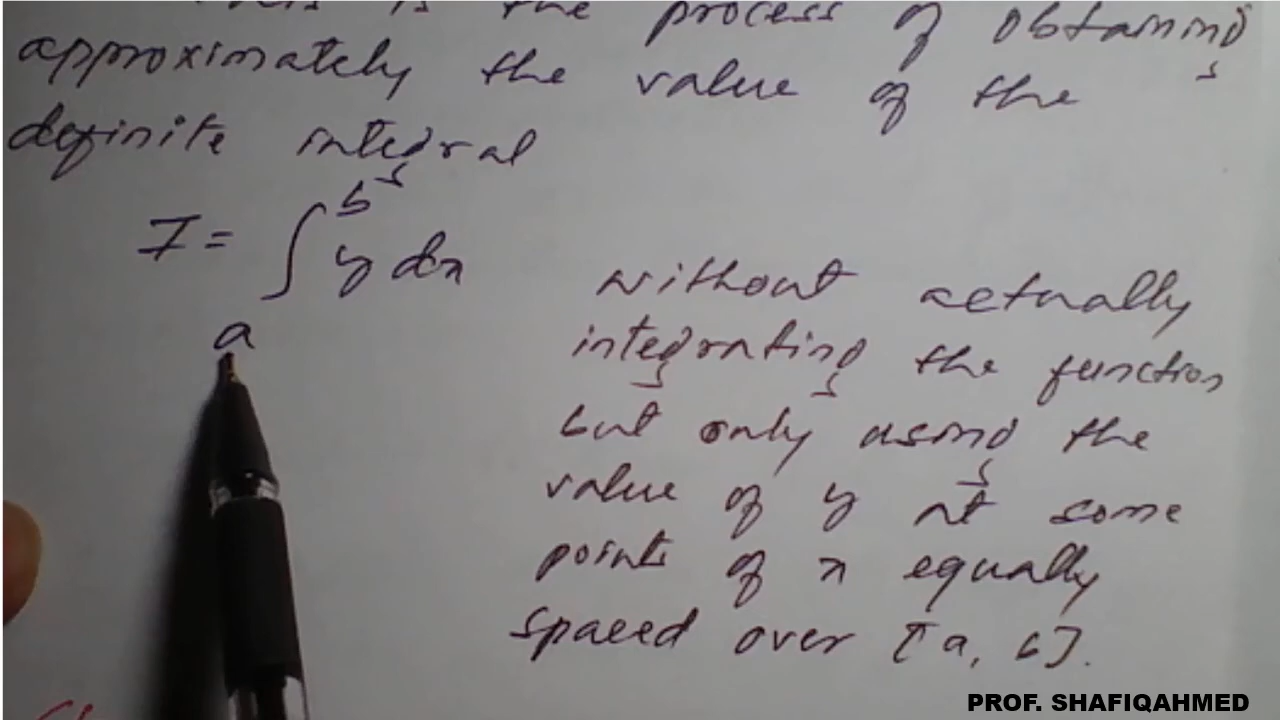 is the process of obtaining
approximately the value of the
definite integral
I = ∫ y dx
b
a
without actually
integrating the function
but only using the
value of y at some
points of x equally
spaced over [a, b].
PROF. SHAFIQAHMED